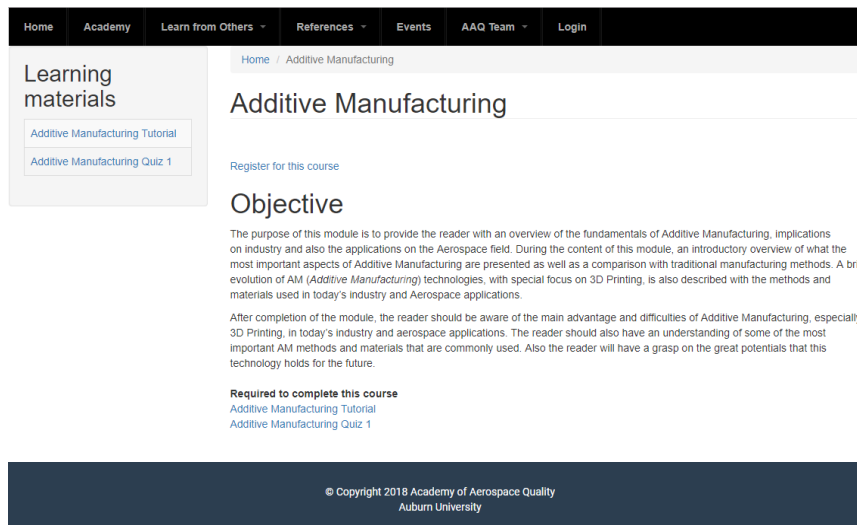 Home Academy Learn from Others References Events AAQ Team Login
Learning
materials
Additive Manufacturing Tutorial
Additive Manufacturing Quiz 1
Home / Additive Manufacturing
Additive Manufacturing
Register for this course
Objective
The purpose of this module is to provide the reader with an overview of the fundamentals of Additive Manufacturing, implications
on industry and also the applications on the Aerospace field. During the content of this module, an introductory overview of what the
most important aspects of Additive Manufacturing are presented as well as a comparison with traditional manufacturing methods. A
evolution of AM (Additive Manufacturing) technologies, with special focus on 3D Printing, is also described with the methods and
materials used in today's industry and Aerospace applications.
After completion of the module, the reader should be aware of the main advantage and difficulties of Additive Manufacturing, especially
3D Printing, in today's industry and aerospace applications. The reader should also have an understanding of some of the most
important AM methods and materials that are commonly used. Also the reader will have a grasp on the great potentials that this
technology holds for the future.
Required to complete this course
Additive Manufacturing Tutorial
Additive Manufacturing Quiz 1
© Copyright 2018 Academy of Aerospace Quality
Auburn University